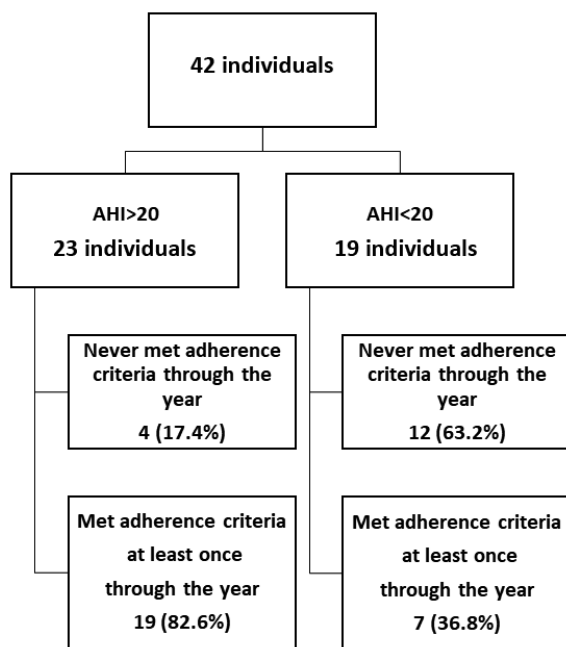 42 individuals
AHI>20
23 individuals
AHI<20
19 individuals
Never met adherence
criteria through the
year
4 (17.4%)
Never met adherence
criteria through the
year
12 (63.2%)
Met adherence criteria
at least once
through the year
19 (82.6%)
Met adherence criteria
at least once
through the year
7 (36.8%)